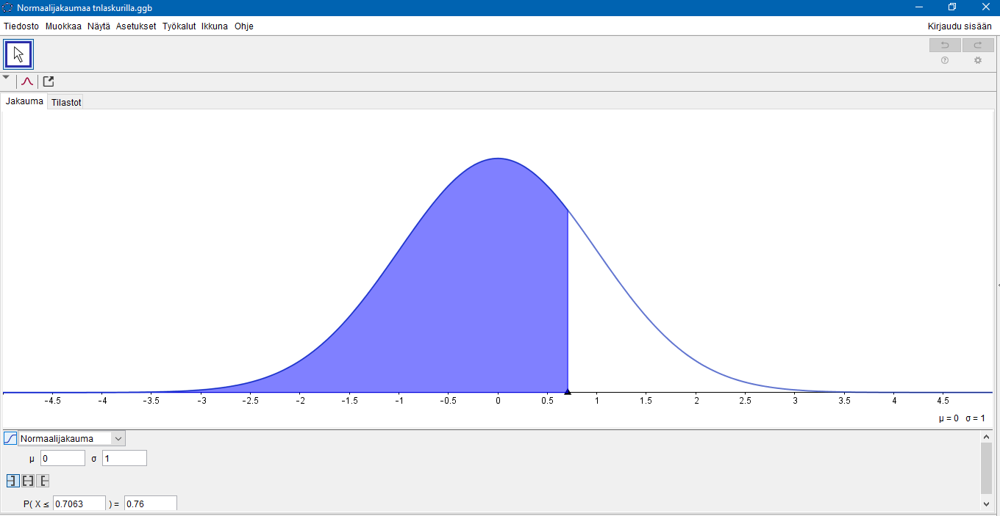 Normaalijakaumaa tnlaskurilla.ggb
Tiedosto Muokkaa Näytä Asetukset Työkalut Ikkuna Ohje Kirjaudu sisään
Jakauma Tilastot
-4.5 -4 -3.5 -3 -2.5 -2 -1.5 -1 -0.5 0 0.5 1 1.5 2 2.5 3 3.5 4 4.5
μ = 0 σ = 1
Normaalijakauma
μ 0 σ 1
P( X ≤ 0.7063 ) = 0.76